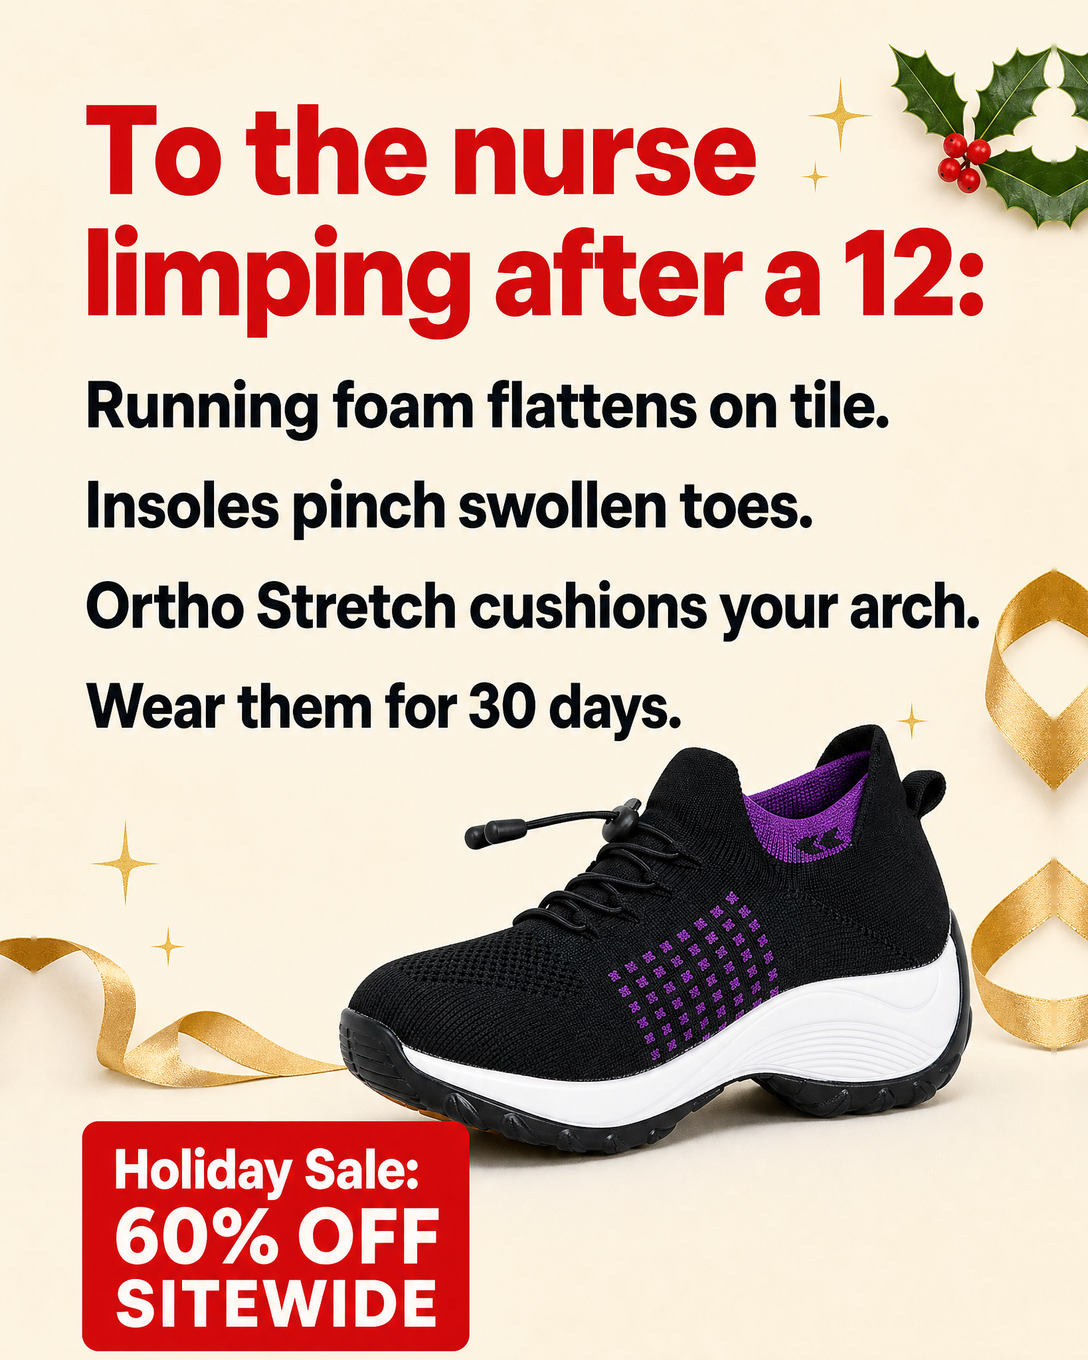 To the nurse
limping after a 12:
Running foam flattens on tile.
Insoles pinch swollen toes.
Ortho Stretch cushions your arch.
Wear them for 30 days.
Holiday Sale:
60% OFF
SITEWIDE